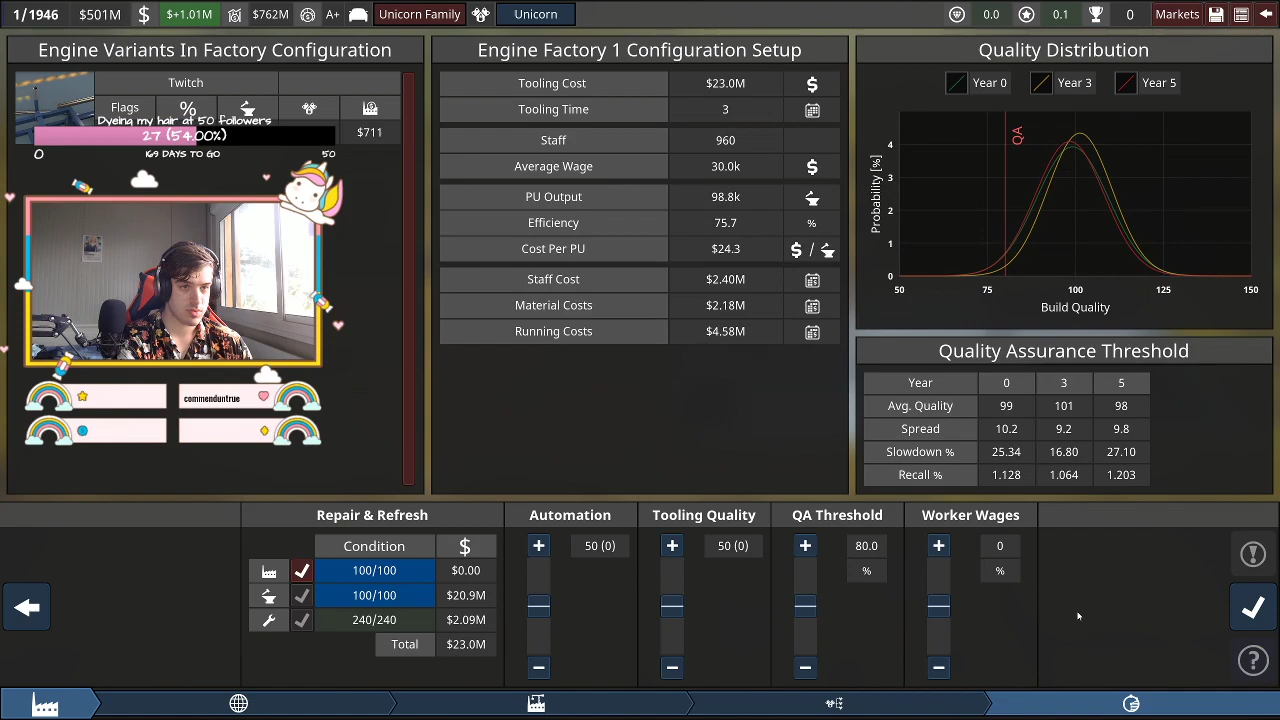 1/1946 $501M $ $+1.01M $762M A+ Unicorn Family Unicorn 0.0 0.1 0 Markets
Engine Variants In Factory Configuration
Twitch
Flags %
$711
Dyeing my hair at 50 followers
27 (54.00%)
0 169 DAYS TO GO 50
commenduntrue
Engine Factory 1 Configuration Setup
Tooling Cost $23.0M $
Tooling Time 3
Staff 960
Average Wage 30.0k $
PU Output 98.8k
Efficiency 75.7 %
Cost Per PU $24.3 $ /
Staff Cost $2.40M
Material Costs $2.18M
Running Costs $4.58M
Quality Distribution
Year 0 Year 3 Year 5
QA
Probability [%]
4
3
2
1
0
50 75 100 125 150
Build Quality
Quality Assurance Threshold
Year 0 3 5
Avg. Quality 99 101 98
Spread 10.2 9.2 9.8
Slowdown % 25.34 16.80 27.10
Recall % 1.128 1.064 1.203
Repair & Refresh Automation Tooling Quality QA Threshold Worker Wages
Condition $ + 50 (0) + 50 (0) + 80.0 + 0
100/100 $0.00 % %
100/100 $20.9M
240/240 $2.09M
Total $23.0M